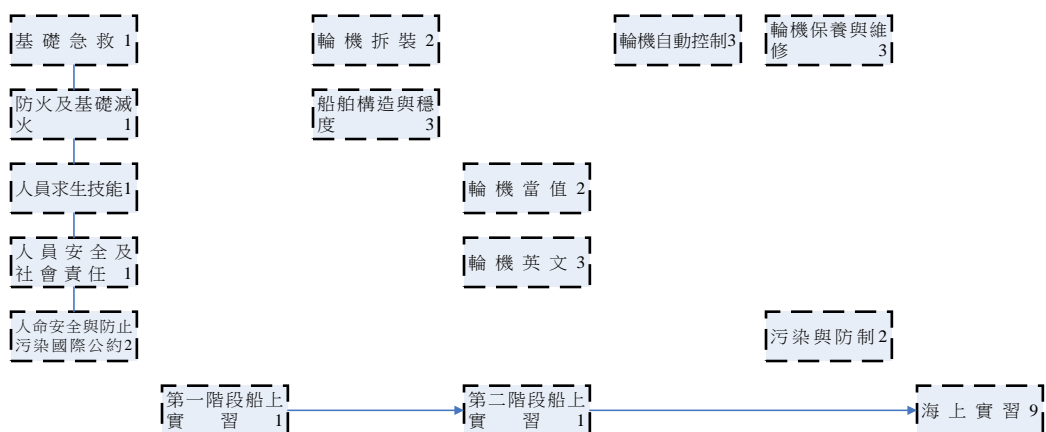 基礎急救1
輪機拆裝2
輪機自動控制3
輪機保養與維
修 3
防火及基礎滅
火 1
船舶構造與穩
度 3
人員求生技能1
輪機當值2
人員安全及
社會責任 1
輪機英文3
人命安全與防止
污染國際公約2
污染與防制2
第一階段船上
實習 1
第二階段船上
實習 1
海上實習9